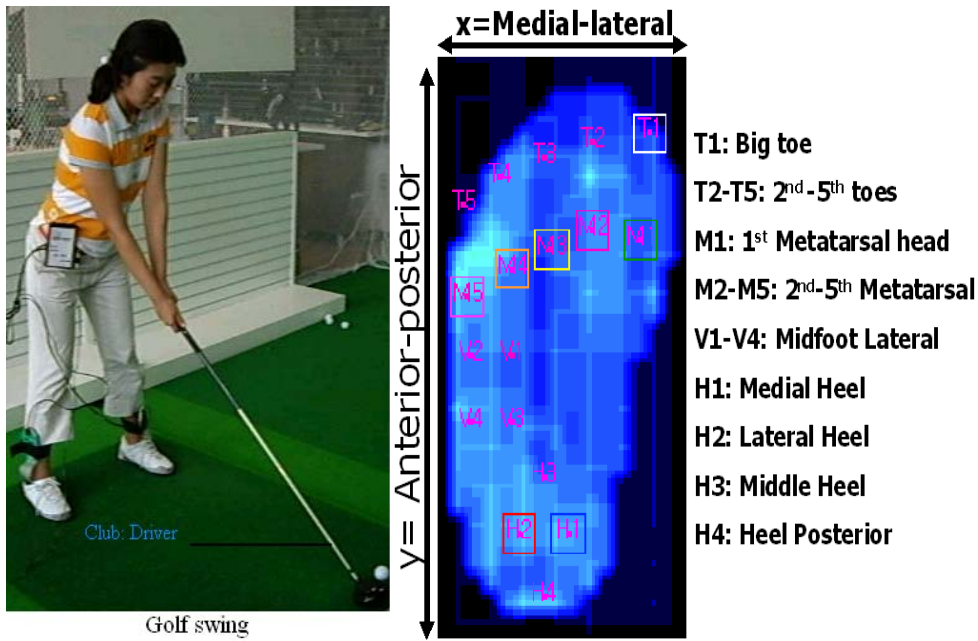 x=Medial-lateral
y= Anterior-posterior
T1
T2
T3
T4
T5
M1
M2
M3
M4
M5
V2 V1
V4 V3
H3
H2 H1
H4
T1: Big toe
T2-T5: 2nd-5th toes
M1: 1st Metatarsal head
M2-M5: 2nd-5th Metatarsal
V1-V4: Midfoot Lateral
H1: Medial Heel
H2: Lateral Heel
H3: Middle Heel
H4: Heel Posterior
Club: Driver
Golf swing